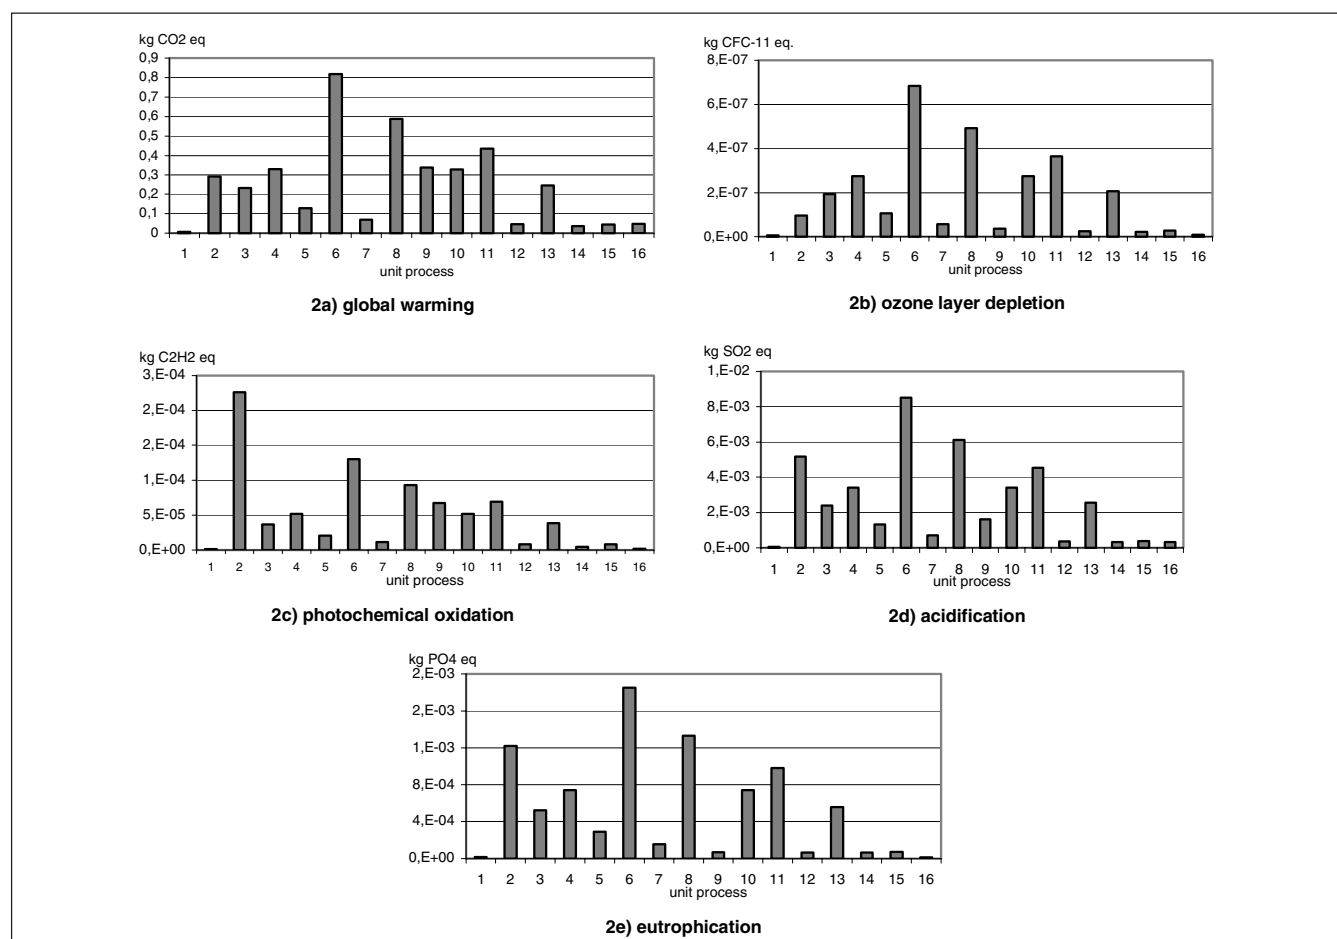 kg CO2 eq
0,9
0,8
0,7
0,6
0,5
0,4
0,3
0,2
0,1
0
1 2 3 4 5 6 7 8 9 10 11 12 13 14 15 16
unit process
2a) global warming
kg CFC-11 eq.
8,E-07
6,E-07
4,E-07
2,E-07
0,E+00
1 2 3 4 5 6 7 8 9 10 11 12 13 14 15 16
unit process
2b) ozone layer depletion
kg C2H2 eq
3,E-04
2,E-04
2,E-04
1,E-04
5,E-05
0,E+00
1 2 3 4 5 6 7 8 9 10 11 12 13 14 15 16
unit process
2c) photochemical oxidation
kg SO2 eq
1,E-02
8,E-03
6,E-03
4,E-03
2,E-03
0,E+00
1 2 3 4 5 6 7 8 9 10 11 12 13 14 15 16
unit process
2d) acidification
kg PO4 eq
2,E-03
2,E-03
1,E-03
8,E-04
4,E-04
0,E+00
1 2 3 4 5 6 7 8 9 10 11 12 13 14 15 16
unit process
2e) eutrophication